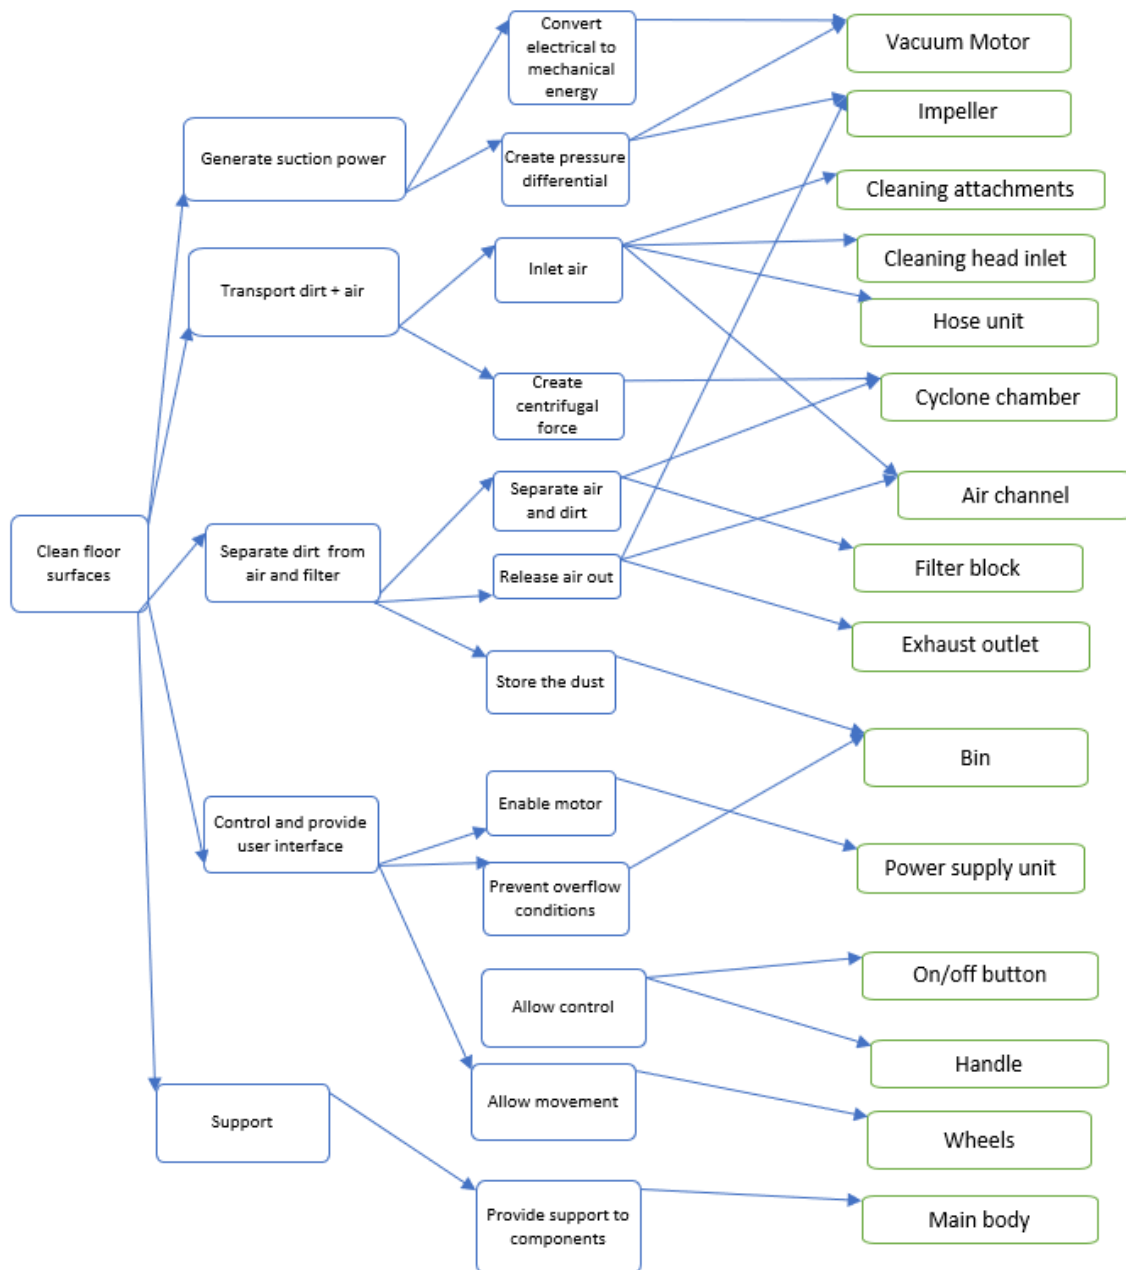 Clean floor
surfaces
Generate suction power
Transport dirt + air
Separate dirt from
air and filter
Control and provide
user interface
Support
Convert
electrical to
mechanical
energy
Create pressure
differential
Inlet air
Create
centrifugal
force
Separate air
and dirt
Release air out
Store the dust
Enable motor
Prevent overflow
conditions
Allow control
Allow movement
Provide support to
components
Vacuum Motor
Impeller
Cleaning attachments
Cleaning head inlet
Hose unit
Cyclone chamber
Air channel
Filter block
Exhaust outlet
Bin
Power supply unit
On/off button
Handle
Wheels
Main body